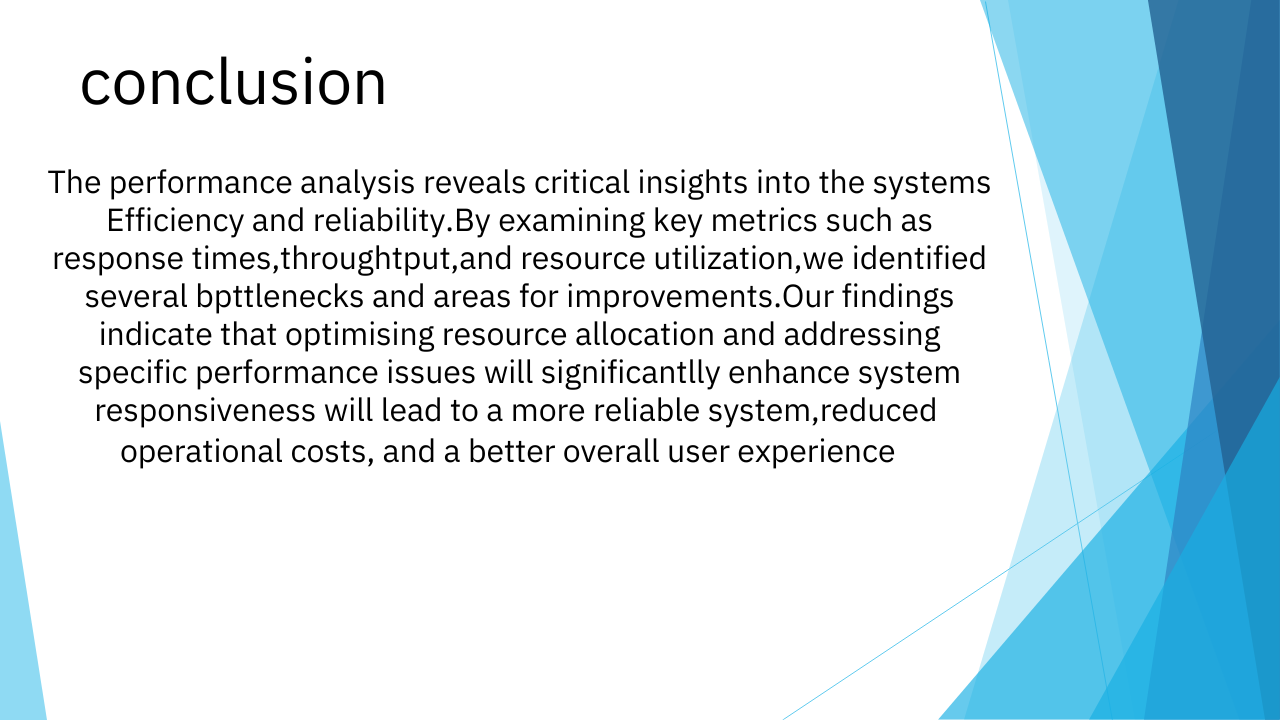 conclusion
The performance analysis reveals critical insights into the systems
Efficiency and reliability.By examining key metrics such as
response times,throughtput,and resource utilization,we identified
several bpttlenecks and areas for improvements.Our findings
indicate that optimising resource allocation and addressing
specific performance issues will significantlly enhance system
responsiveness will lead to a more reliable system,reduced
operational costs, and a better overall user experience